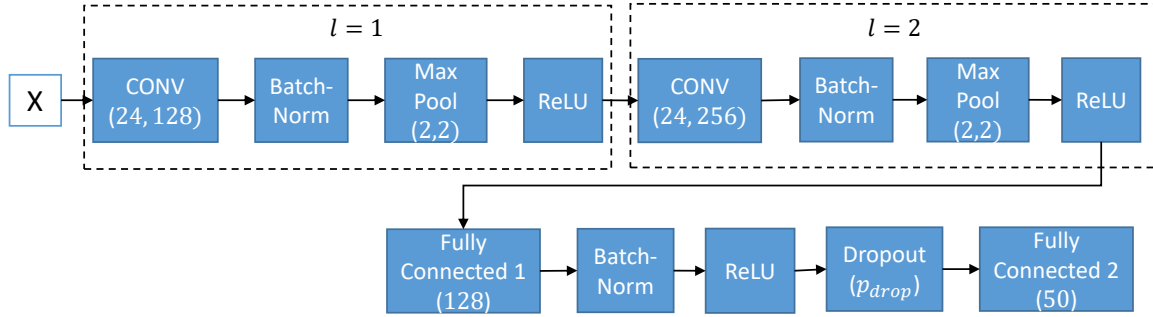 l = 1
l = 2
X
CONV
(24, 128)
Batch-
Norm
Max
Pool
(2,2)
ReLU
CONV
(24, 256)
Batch-
Norm
Max
Pool
(2,2)
ReLU
Fully
Connected 1
(128)
Batch-
Norm
ReLU
Dropout
(p_drop)
Fully
Connected 2
(50)